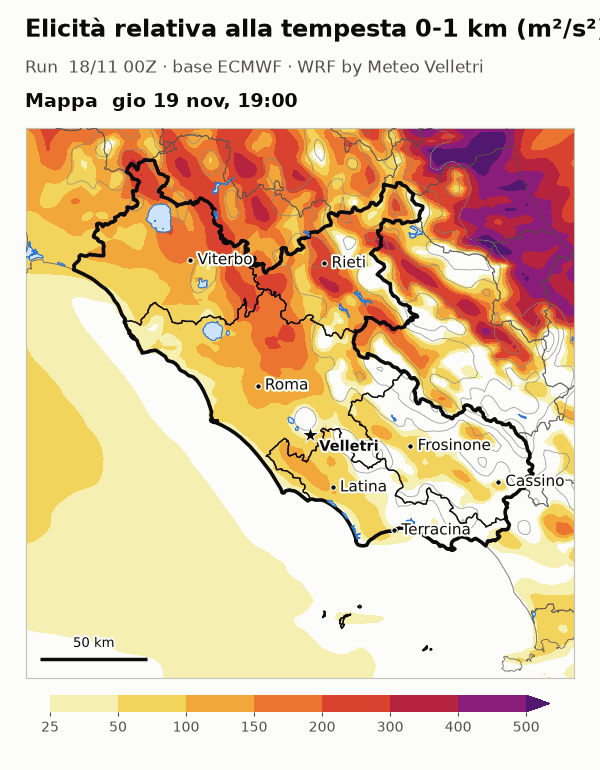 Elicità relativa alla tempesta 0-1 km (m²/s²)
Run 18/11 00Z · base ECMWF · WRF by Meteo Velletri
Mappa gio 19 nov, 19:00
Viterbo
Rieti
Roma
Velletri
Frosinone
Cassino
Latina
Terracina
50 km
25 50 100 150 200 300 400 500